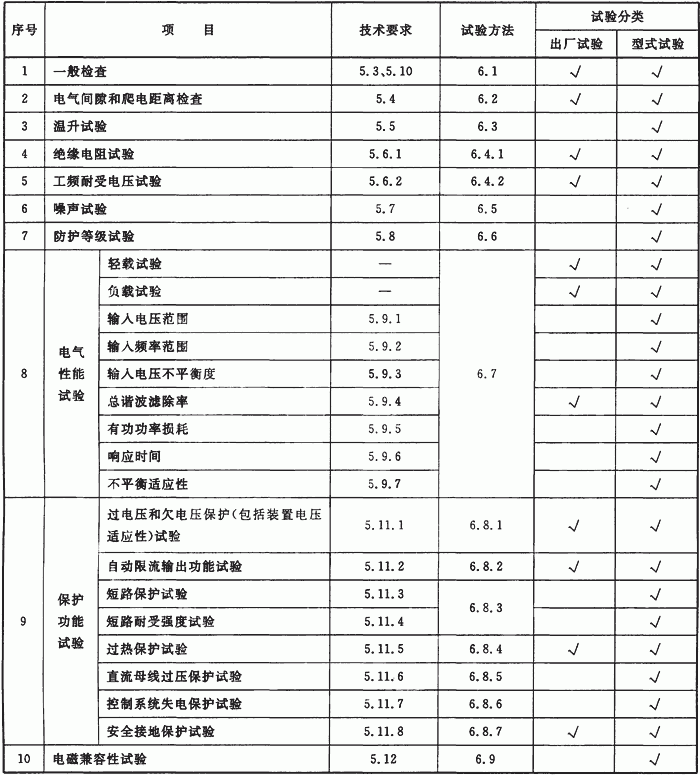 序号 项 目 技术要求 试验方法 试验分类
出厂试验 型式试验
1 一般检查 5.3、5.10 6.1 √ √
2 电气间隙和爬电距离检查 5.4 6.2 √ √
3 温升试验 5.5 6.3 √
4 绝缘电阻试验 5.6.1 6.4.1 √ √
5 工频耐受电压试验 5.6.2 6.4.2 √ √
6 噪声试验 5.7 6.5 √
7 防护等级试验 5.8 6.6 √
8 电气性能试验 轻载试验 — 6.7 √ √
负载试验 — √ √
输入电压范围 5.9.1 √
输入频率范围 5.9.2 √
输入电压不平衡度 5.9.3 √
总谐波滤除率 5.9.4 √ √
有功功率损耗 5.9.5 √
响应时间 5.9.6 √
不平衡适应性 5.9.7 √
9 保护功能试验 过电压和欠电压保护(包括装置电压
适应性)试验 5.11.1 6.8.1 √ √
自动限流输出功能试验 5.11.2 6.8.2 √ √
短路保护试验 5.11.3 6.8.3 √
短路耐受强度试验 5.11.4 √
过热保护试验 5.11.5 6.8.4 √ √
直流母线过压保护试验 5.11.6 6.8.5 √
控制系统失电保护试验 5.11.7 6.8.6 √
安全接地保护试验 5.11.8 6.8.7 √ √
10 电磁兼容性试验 5.12 6.9 √